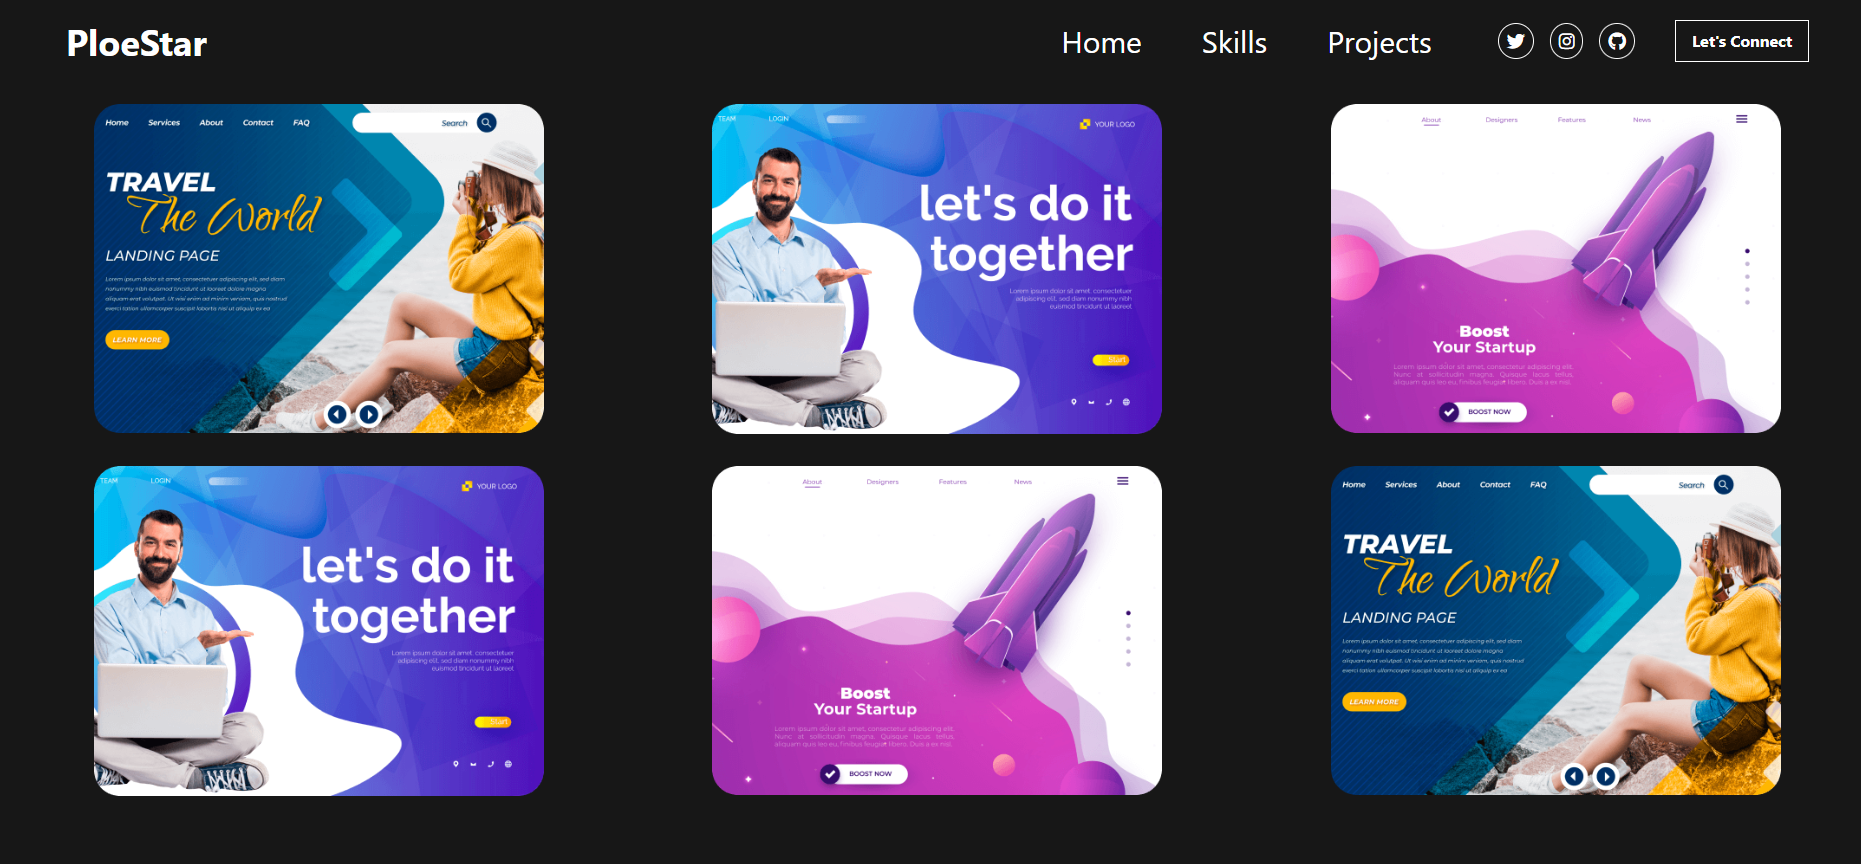 PloeStar
Home Skills Projects
Let's Connect
Home Services About Contact FAQ
Search
TRAVEL
The World
LANDING PAGE
Lorem ipsum dolor sit amet, consectetuer adipiscing elit, sed diam
nonummy nibh euismod tincidunt ut laoreet dolore magna
aliquam erat volutpat. Ut wisi enim ad minim veniam, quis nostrud
exerci tation ullamcorper suscipit lobortis nisl ut aliquip ex ea
LEARN MORE
TEAM LOGIN
YOUR LOGO
let's do it
together
Lorem ipsum dolor sit amet, consectetuer
adipiscing elit, sed diam nonummy nibh
euismod tincidunt ut laoreet
Start
About Designers Features News
Boost
Your Startup
Lorem ipsum dolor sit amet, consectetur adipiscing elit.
Nunc at sollicitudin magna. Quisque lacus tellus,
aliquam quis leo eu, finibus feugiat libero. Duis a ex nisl.
BOOST NOW
TEAM LOGIN
YOUR LOGO
let's do it
together
Lorem ipsum dolor sit amet, consectetuer
adipiscing elit, sed diam nonummy nibh
euismod tincidunt ut laoreet
Start
About Designers Features News
Boost
Your Startup
Lorem ipsum dolor sit amet, consectetur adipiscing elit.
Nunc at sollicitudin magna. Quisque lacus tellus,
aliquam quis leo eu, finibus feugiat libero. Duis a ex nisl.
BOOST NOW
Home Services About Contact FAQ
Search
TRAVEL
The World
LANDING PAGE
Lorem ipsum dolor sit amet, consectetuer adipiscing elit, sed diam
nonummy nibh euismod tincidunt ut laoreet dolore magna
aliquam erat volutpat. Ut wisi enim ad minim veniam, quis nostrud
exerci tation ullamcorper suscipit lobortis nisl ut aliquip ex ea
LEARN MORE